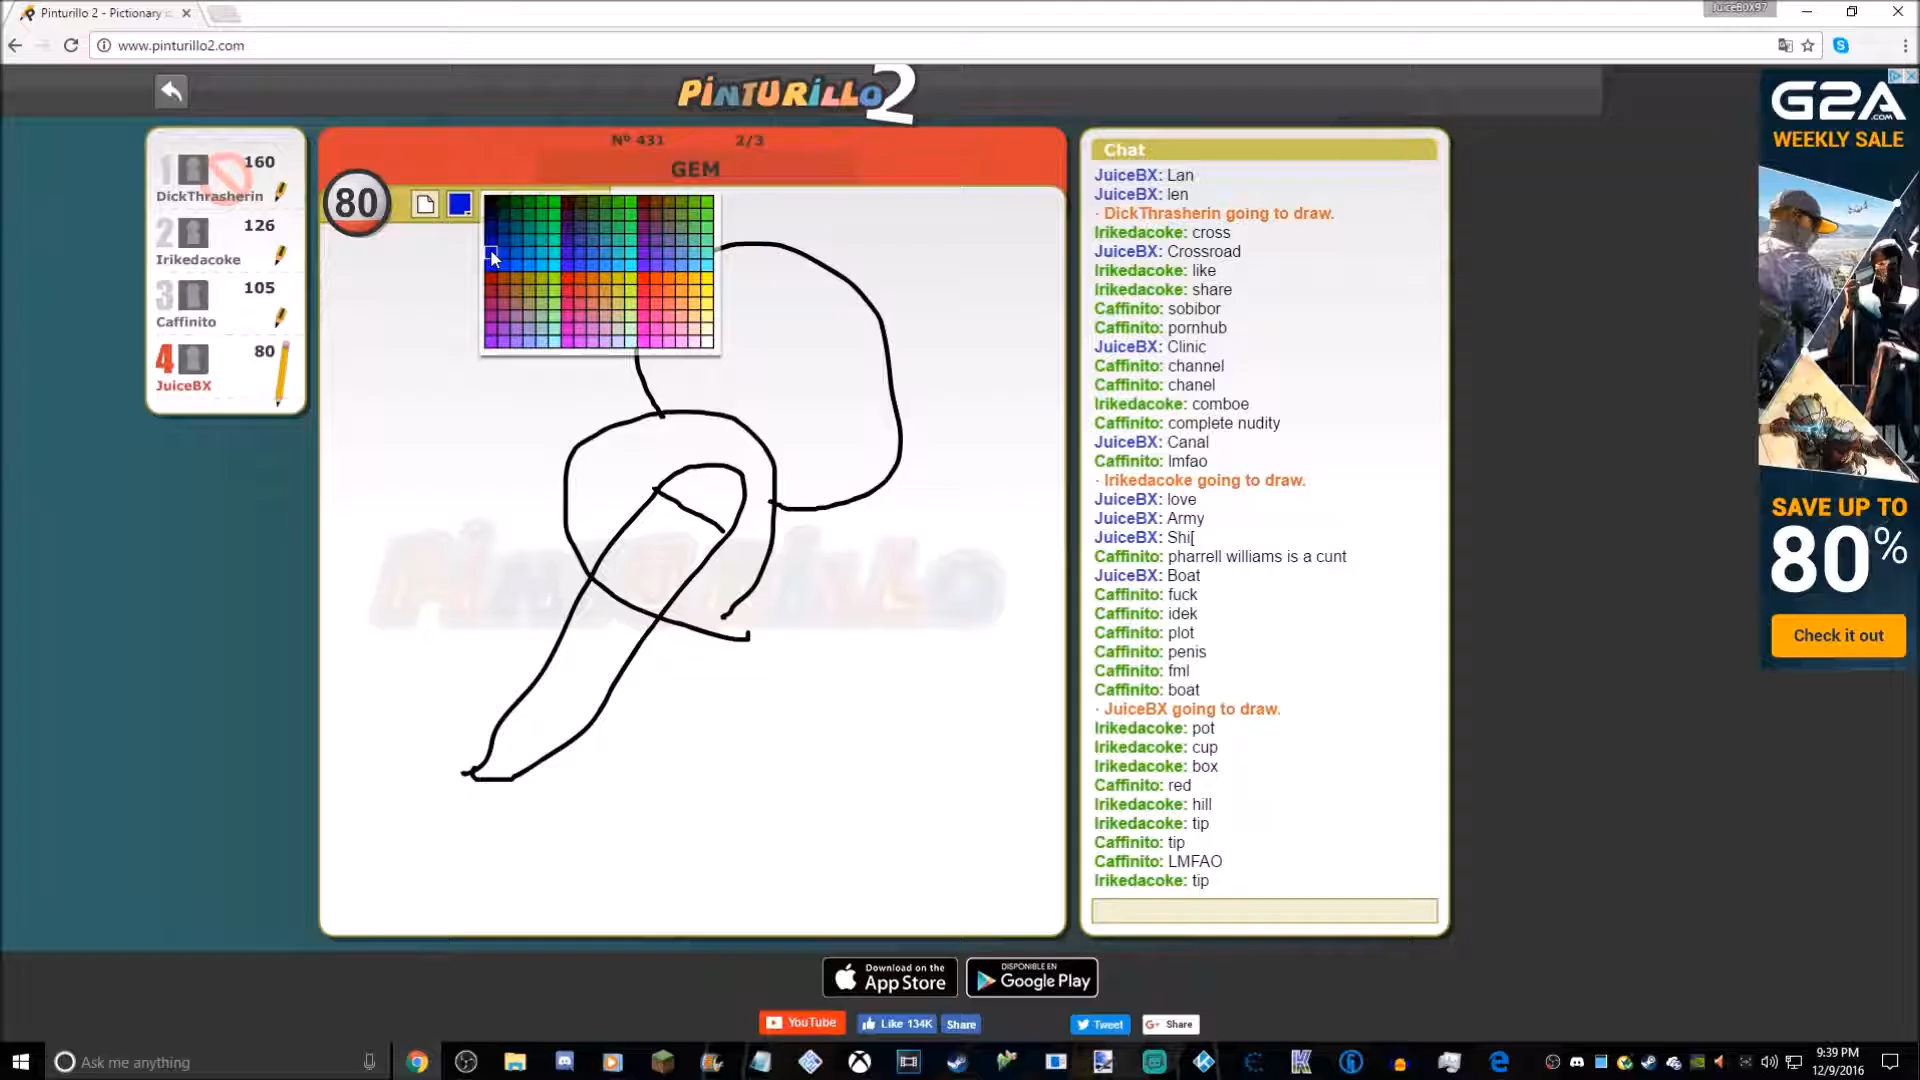 Pinturillo 2 - Pictionary
JuiceB0X97
www.pinturillo2.com
PINTURILLO2
G2A.COM
WEEKLY SALE
SAVE UP TO
80%
Check it out
1 DickThrasherin 160
2 Irikedacoke 126
3 Caffinito 105
4 JuiceBX 80
Nº 431 2/3
GEM
80
Pinturillo
Chat
JuiceBX: Lan
JuiceBX: len
· DickThrasherin going to draw.
Irikedacoke: cross
JuiceBX: Crossroad
Irikedacoke: like
Irikedacoke: share
Caffinito: sobibor
Caffinito: pornhub
JuiceBX: Clinic
Caffinito: channel
Caffinito: chanel
Irikedacoke: comboe
Caffinito: complete nudity
JuiceBX: Canal
Caffinito: lmfao
· Irikedacoke going to draw.
JuiceBX: love
JuiceBX: Army
JuiceBX: Shi[
Caffinito: pharrell williams is a cunt
JuiceBX: Boat
Caffinito: fuck
Caffinito: idek
Caffinito: plot
Caffinito: penis
Caffinito: fml
Caffinito: boat
· JuiceBX going to draw.
Irikedacoke: pot
Irikedacoke: cup
Irikedacoke: box
Caffinito: red
Irikedacoke: hill
Irikedacoke: tip
Caffinito: tip
Caffinito: LMFAO
Irikedacoke: tip
Download on the
App Store
DISPONIBLE EN
Google Play
YouTube
Like 134K
Share
Tweet
G+ Share
Ask me anything
9:39 PM
12/9/2016